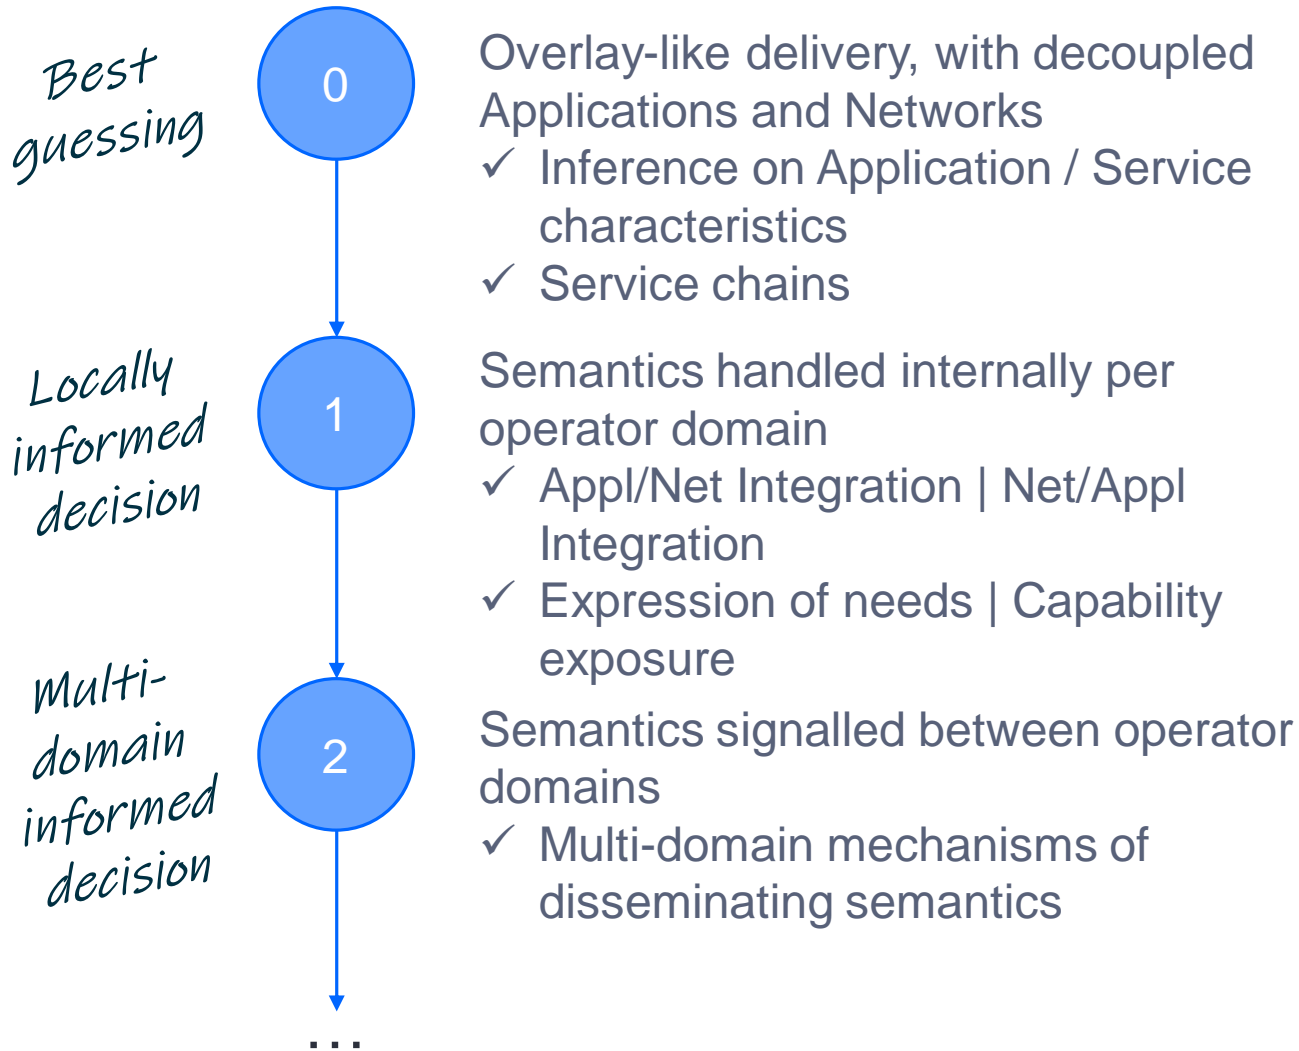 Best
guessing
0
Overlay-like delivery, with decoupled
Applications and Networks
✓ Inference on Application / Service
characteristics
✓ Service chains
Locally
informed
decision
1
Semantics handled internally per
operator domain
✓ Appl/Net Integration | Net/Appl
Integration
✓ Expression of needs | Capability
exposure
Multi-
domain
informed
decision
2
Semantics signalled between operator
domains
✓ Multi-domain mechanisms of
disseminating semantics
...